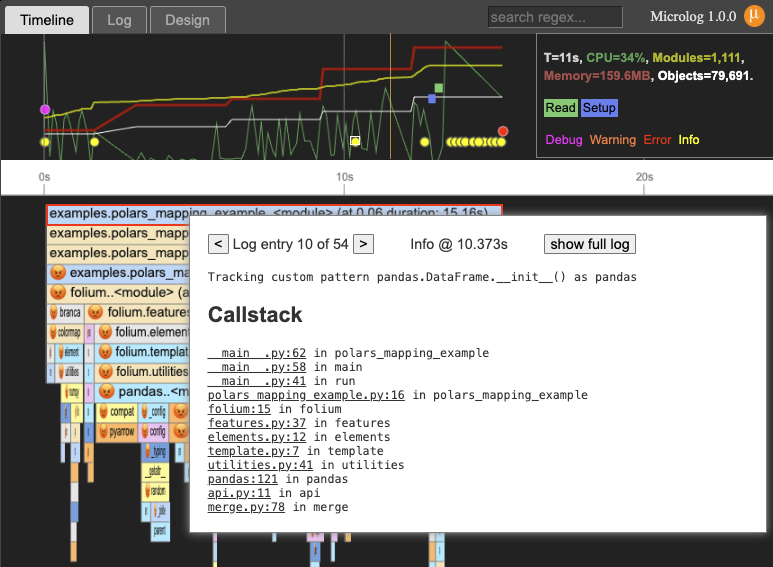 Timeline
Log
Design
search regex...
Microlog 1.0.0
μ
T=11s, CPU=34%, Modules=1,111,
Memory=159.6MB, Objects=79,691.
Read Setup
Debug Warning Error Info
0s
10s
20s
examples.polars_mapping_example.<module> (at 0.06 duration: 15.16s)
examples.polars_mapp
< Log entry 10 of 54 > Info @ 10.373s show full log
examples.polars_mapp
Tracking custom pattern pandas.DataFrame.__init__() as pandas
examples.polars_ma
folium..<module> (a
Callstack
branca
folium.features
colormap
folium.elemen
element
folium.templat
utilities
folium.utilities
pandas..<m
compat
_config
pyarrow
config
_typing
random
parent
__main__.py:62 in polars_mapping_example
__main__.py:58 in main
__main__.py:41 in run
polars_mapping_example.py:16 in polars_mapping_example
folium:15 in folium
features.py:37 in features
elements.py:12 in elements
template.py:7 in template
utilities.py:41 in utilities
pandas:121 in pandas
api.py:11 in api
merge.py:78 in merge